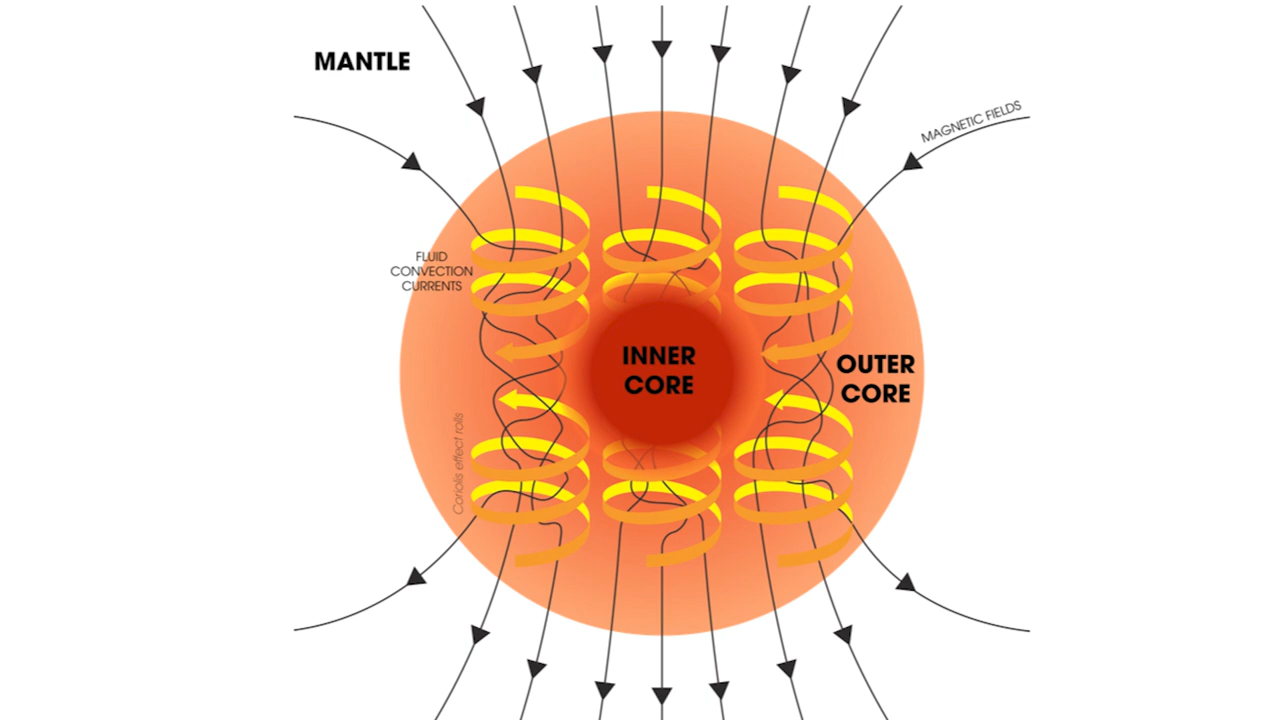 MANTLE
MAGNETIC FIELDS
FLUID
CONVECTION
CURRENTS
INNER
CORE
OUTER
CORE
Coriolis effect rolls